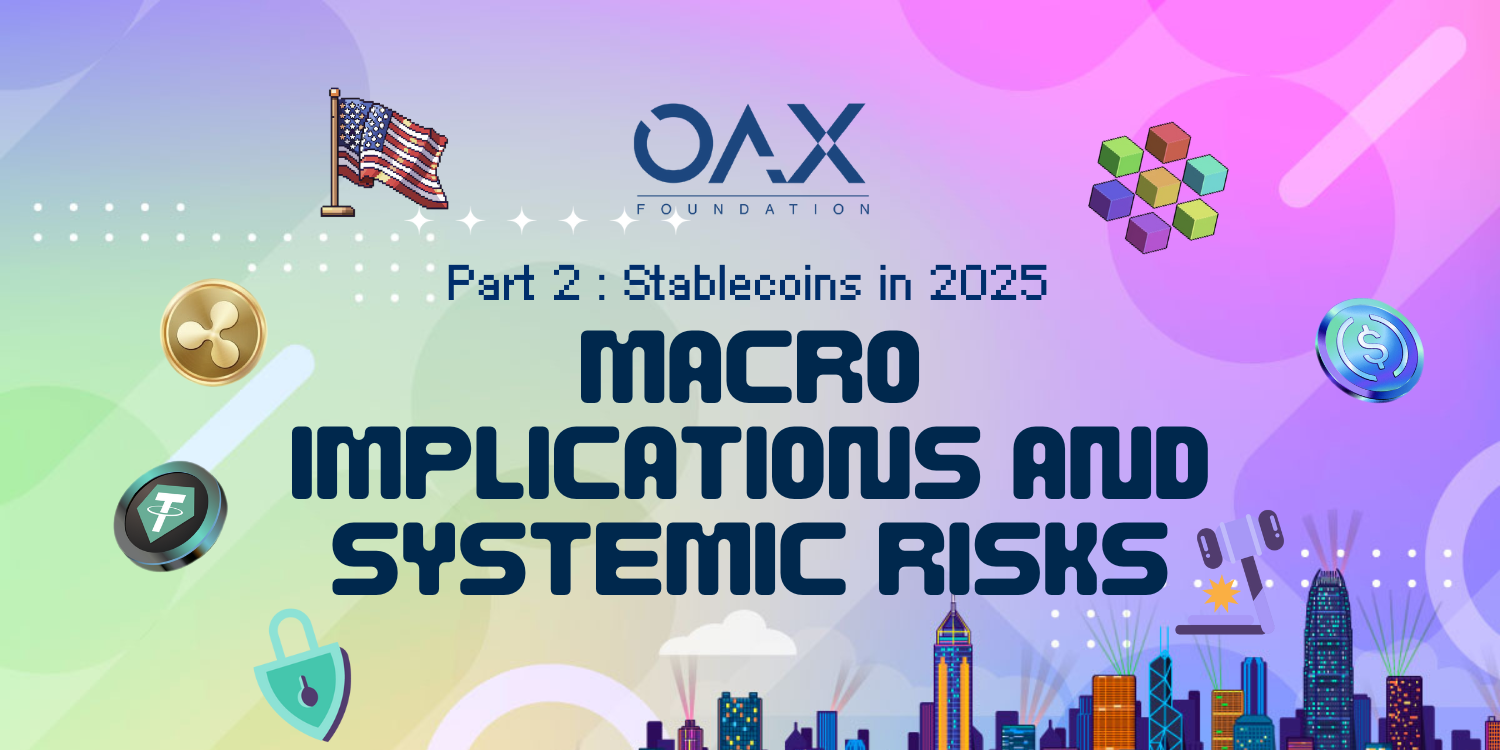 OAX
FOUNDATION
Part 2 : Stablecoins in 2025
MACRO
IMPLICATIONS AND
SYSTEMIC RISKS